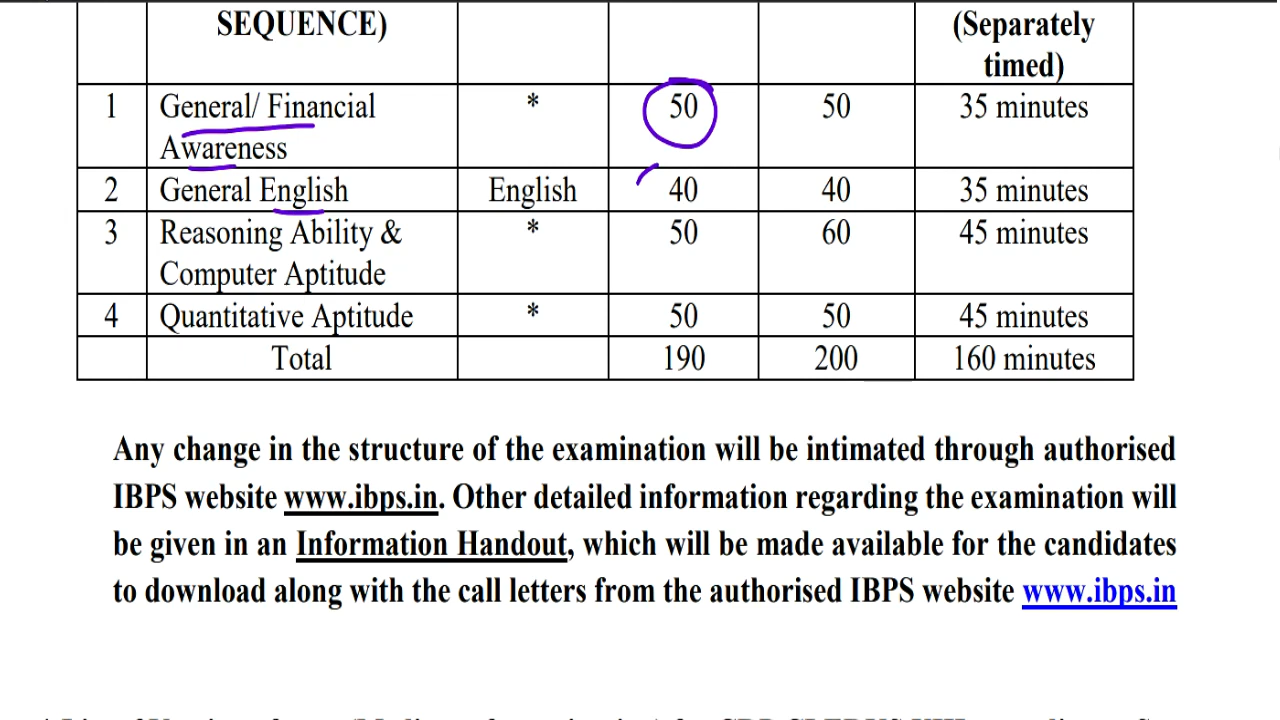 SEQUENCE) (Separately
timed)
1 General/ Financial * 50 50 35 minutes
Awareness
2 General English English 40 40 35 minutes
3 Reasoning Ability & * 50 60 45 minutes
Computer Aptitude
4 Quantitative Aptitude * 50 50 45 minutes
Total 190 200 160 minutes
Any change in the structure of the examination will be intimated through authorised
IBPS website www.ibps.in. Other detailed information regarding the examination will
be given in an Information Handout, which will be made available for the candidates
to download along with the call letters from the authorised IBPS website www.ibps.in